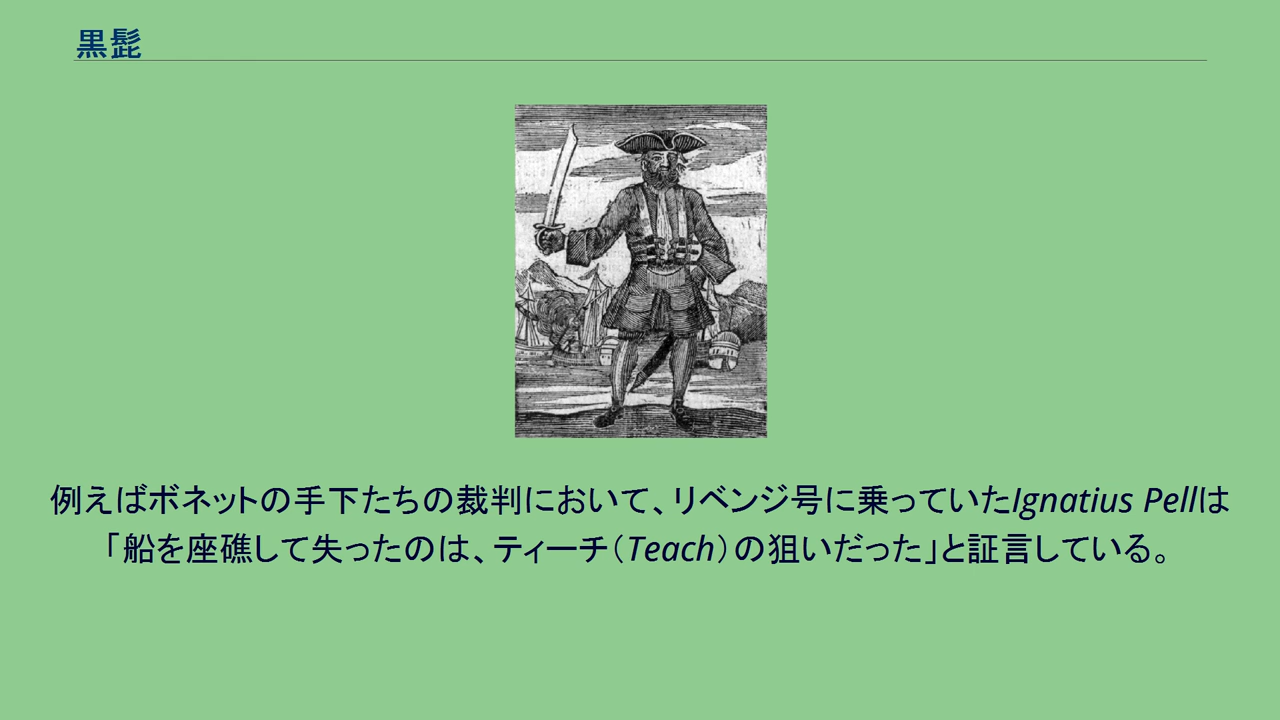 黒髭
例えばボネットの手下たちの裁判において、リベンジ号に乗っていたIgnatius Pellは
「船を座礁して失ったのは、ティーチ（Teach）の狙いだった」と証言している。